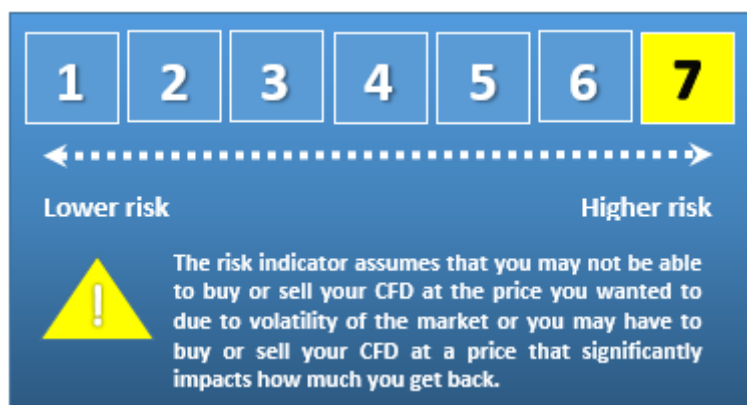 1 2 3 4 5 6 7
Lower risk Higher risk
!
The risk indicator assumes that you may not be able
to buy or sell your CFD at the price you wanted to
due to volatility of the market or you may have to
buy or sell your CFD at a price that significantly
impacts how much you get back.